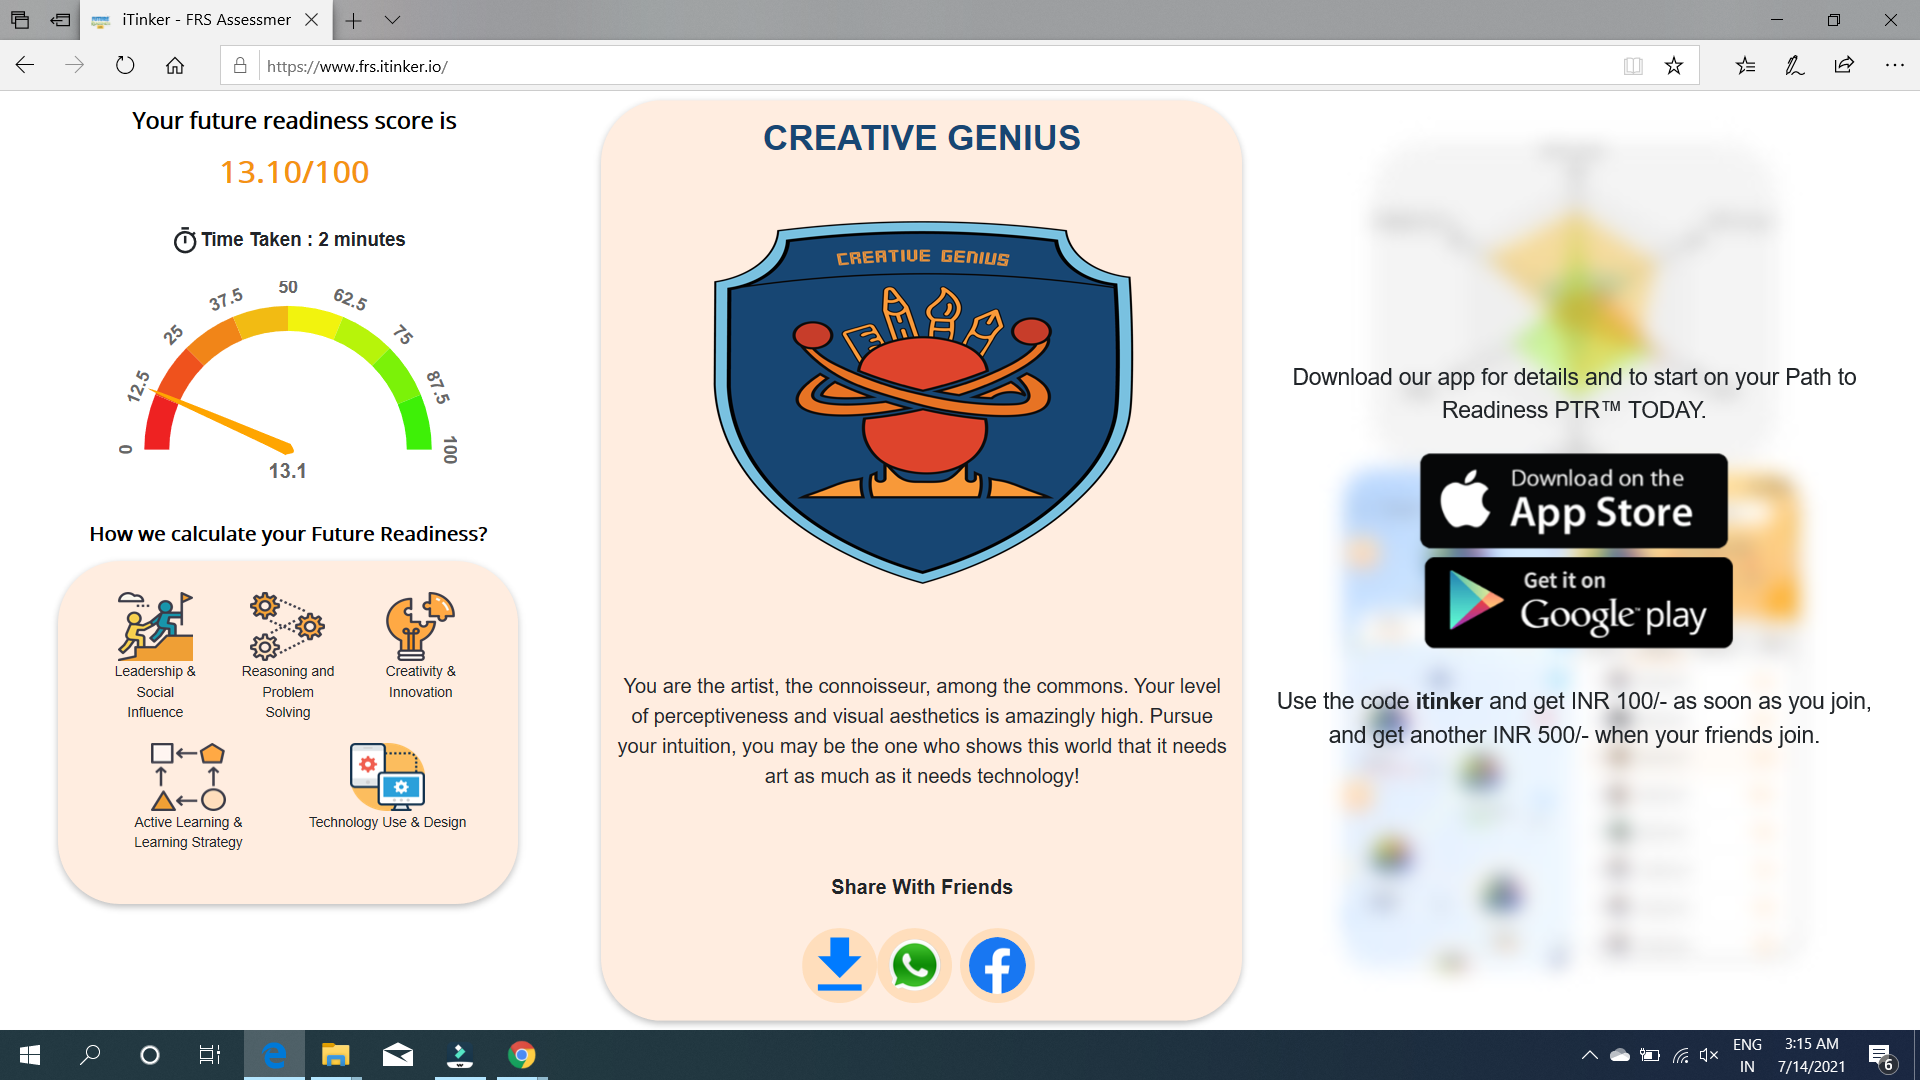 iTinker - FRS Assessmer
https://www.frs.itinker.io/
Your future readiness score is
13.10/100
Time Taken : 2 minutes
0
12.5
25
37.5
50
62.5
75
87.5
100
13.1
How we calculate your Future Readiness?
Leadership &
Social
Influence
Reasoning and
Problem
Solving
Creativity &
Innovation
Active Learning &
Learning Strategy
Technology Use & Design
CREATIVE GENIUS
CREATIVE GENIUS
You are the artist, the connoisseur, among the commons. Your level
of perceptiveness and visual aesthetics is amazingly high. Pursue
your intuition, you may be the one who shows this world that it needs
art as much as it needs technology!
Share With Friends
Download our app for details and to start on your Path to
Readiness PTR™ TODAY.
Download on the
App Store
Get it on
Google™ play
Use the code itinker and get INR 100/- as soon as you join,
and get another INR 500/- when your friends join.
ENG
IN
3:15 AM
7/14/2021
6